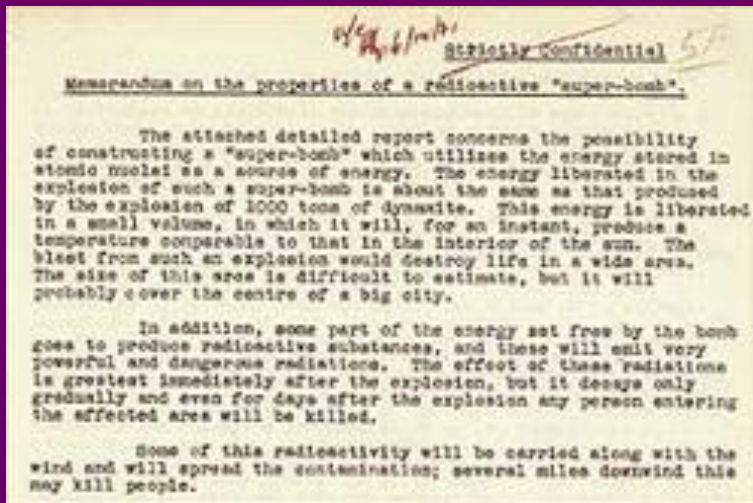 Strictly Confidential
Memorandum on the properties of a radioactive "super-bomb".
The attached detailed report concerns the possibility
of constructing a "super-bomb" which utilizes the energy stored in
atomic nuclei as a source of energy. The energy liberated in the
explosion of such a super-bomb is about the same as that produced
by the explosion of 1000 tons of dynamite. This energy is liberated
in a small volume, in which it will, for an instant, produce a
temperature comparable to that in the interior of the sun. The
blast from such an explosion would destroy life in a wide area.
The size of this area is difficult to estimate, but it will
probably cover the centre of a big city.
In addition, some part of the energy set free by the bomb
goes to produce radioactive substances, and these will emit very
powerful and dangerous radiations. The effect of these radiations
is greatest immediately after the explosion, but it decays only
gradually and even for days after the explosion any person entering
the affected area will be killed.
Some of this radioactivity will be carried along with the
wind and will spread the contamination; several miles downwind this
may kill people.